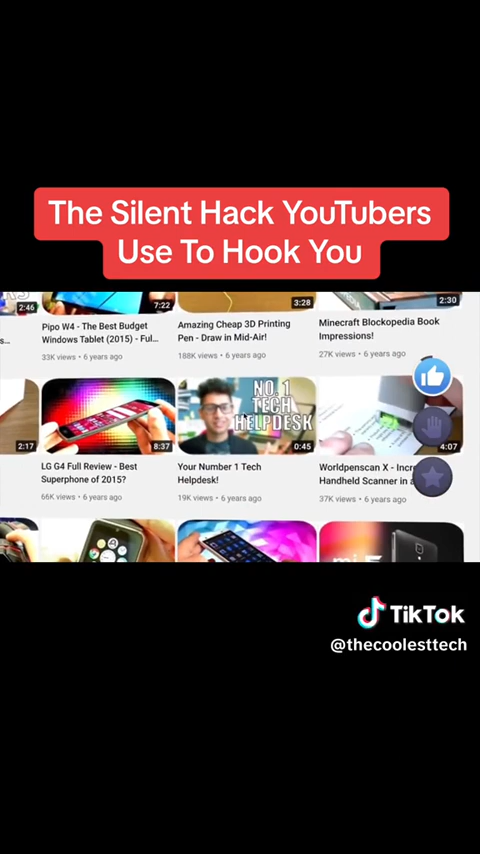 The Silent Hack YouTubers
Use To Hook You
2:46
7:22
3:28
2:30
Pipo W4 - The Best Budget
Windows Tablet (2015) - Ful...
33K views • 6 years ago
Amazing Cheap 3D Printing
Pen - Draw in Mid-Air!
188K views • 6 years ago
Minecraft Blockopedia Book
Impressions!
27K views • 6 years ago
s...
NO. 1
TECH
HELPDESK
2:17
8:37
0:45
4:07
LG G4 Full Review - Best
Superphone of 2015?
66K views • 6 years ago
Your Number 1 Tech
Helpdesk!
19K views • 6 years ago
Worldpenscan X - Incre
Handheld Scanner in a
37K views • 6 years ago
mi
TikTok
@thecoolesttech